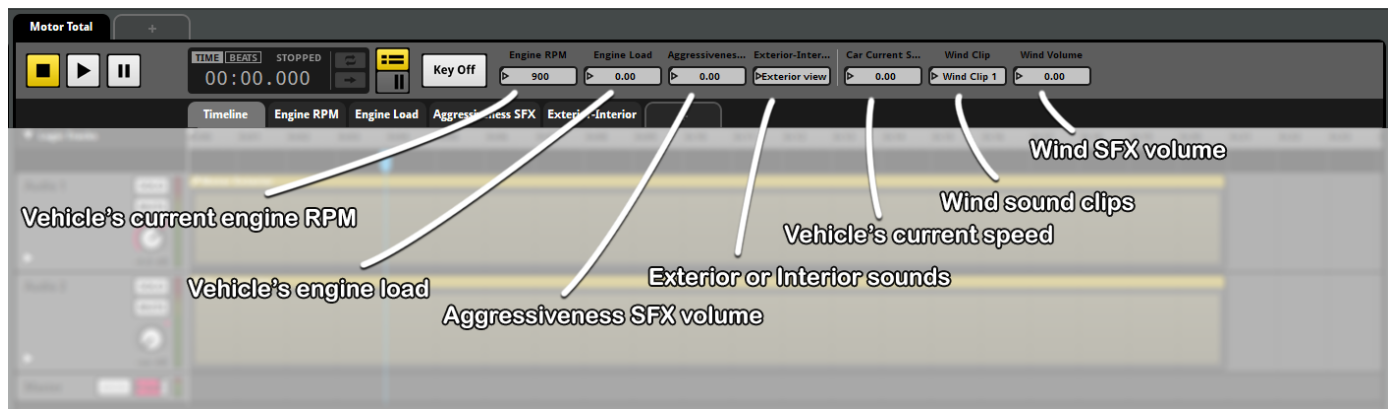 Motor Total +
TIME BEATS STOPPED
00:00.000
Key Off
Engine RPM Engine Load Aggressivenes... Exterior-Inter... Car Current S... Wind Clip Wind Volume
900 0.00 0.00 Exterior view 0.00 Wind Clip 1 0.00
Timeline Engine RPM Engine Load Aggressiveness SFX Exterior-Interior
Wind SFX volume
Wind sound clips
Vehicle's current engine RPM
Vehicle's current speed
Exterior or Interior sounds
Vehicle's engine load
Aggressiveness SFX volume